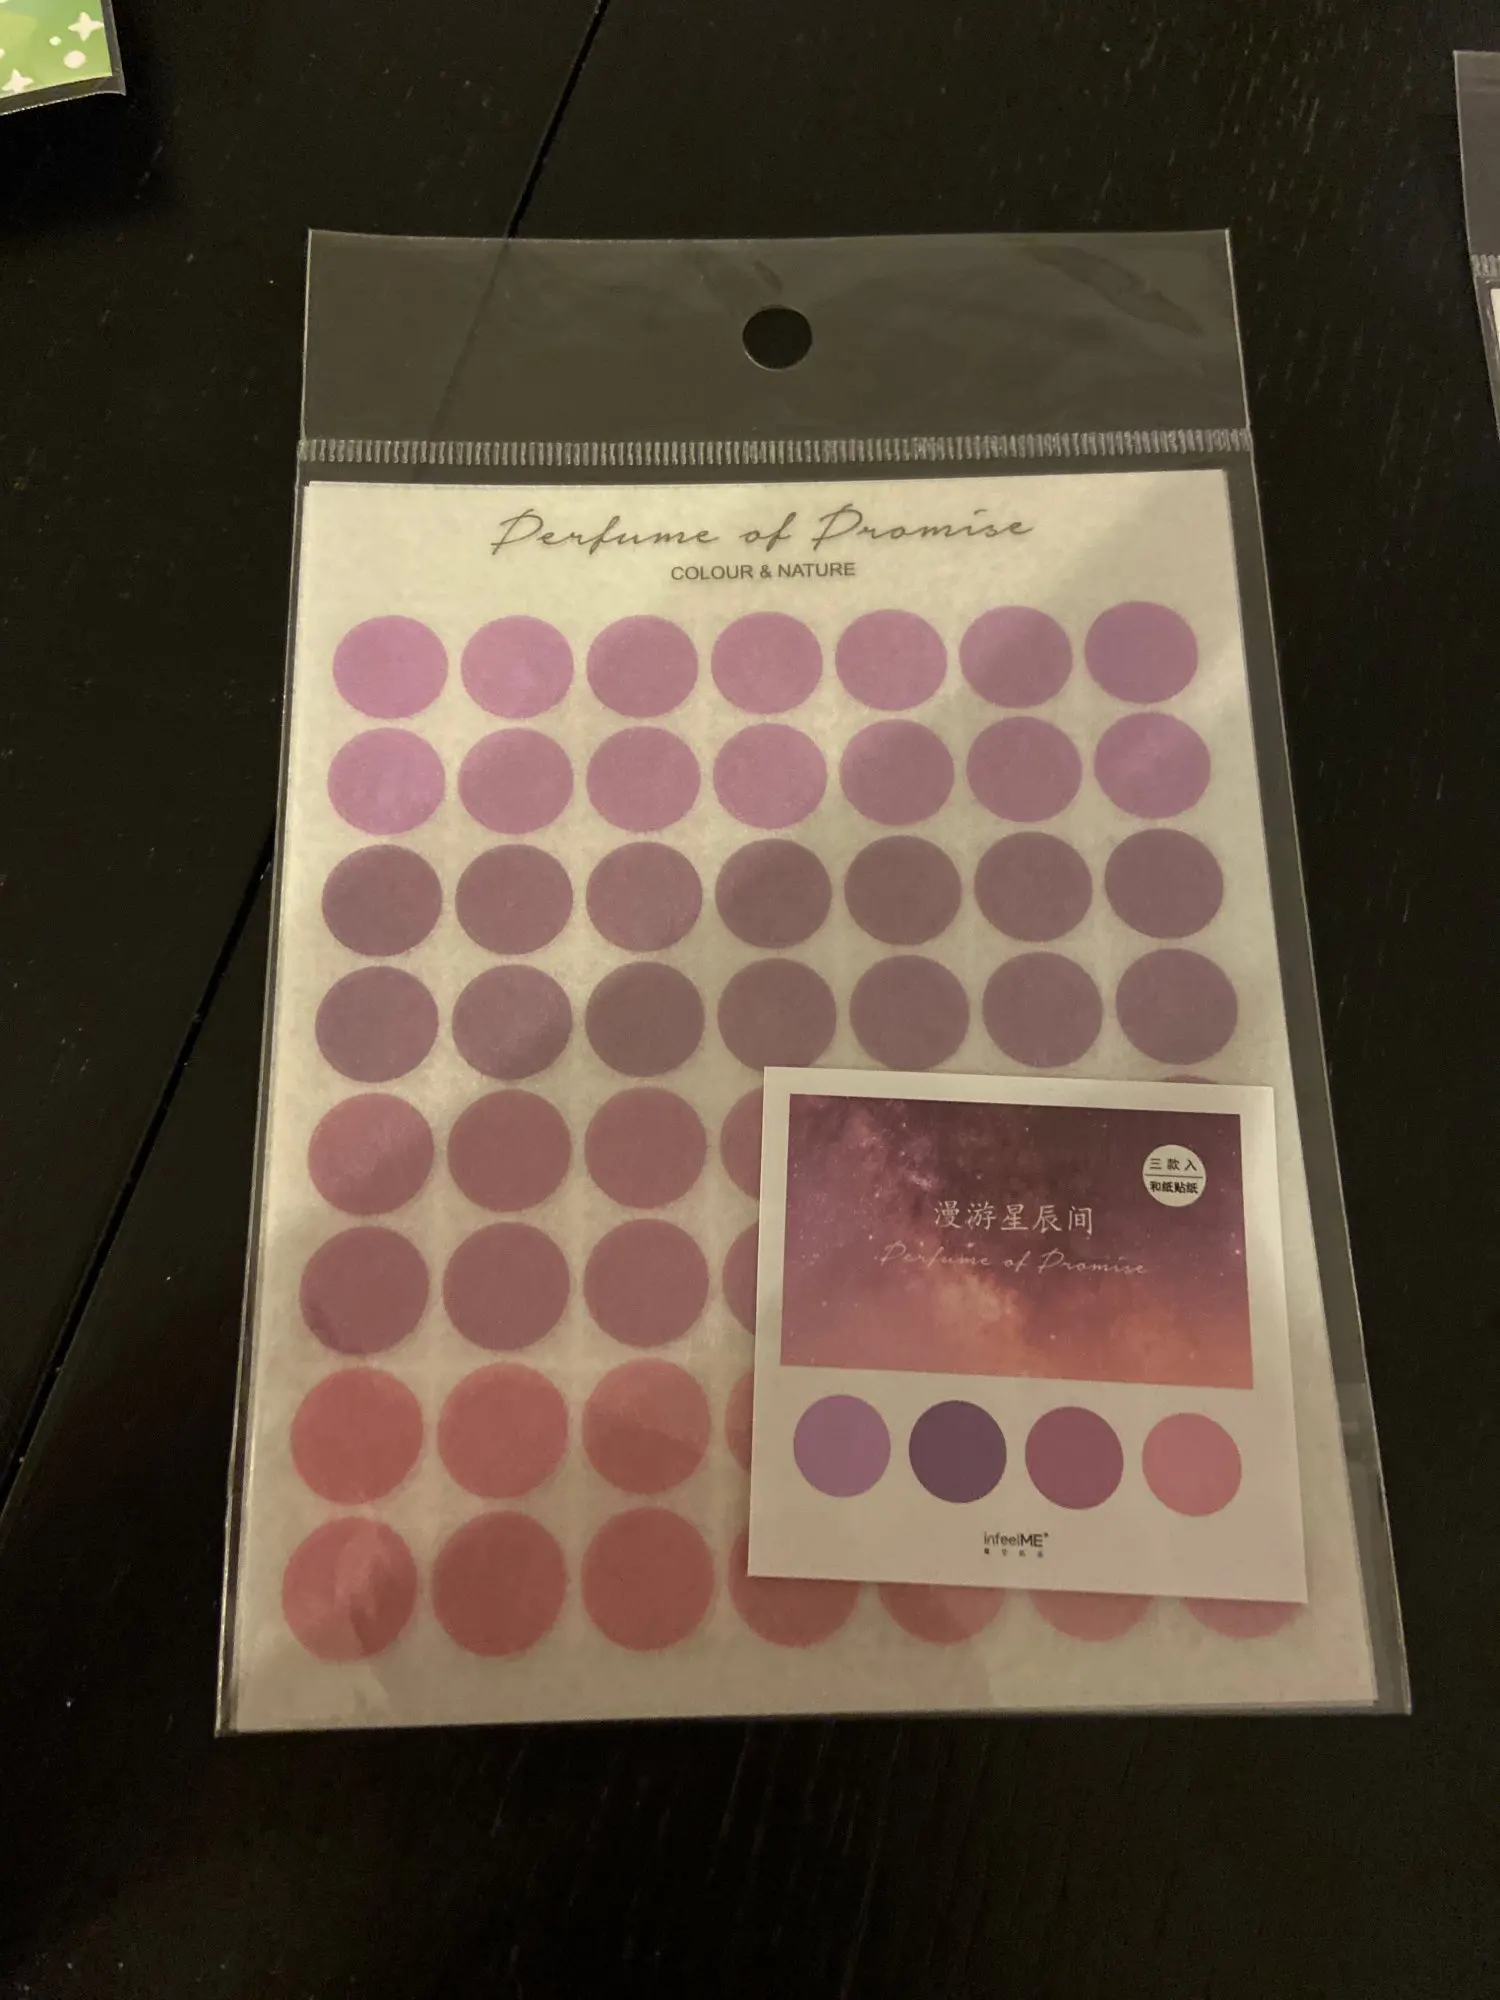 Perfume of Promise
COLOUR & NATURE
三款入
和纸贴纸
漫游星辰间
Perfume of Promise
infeelME